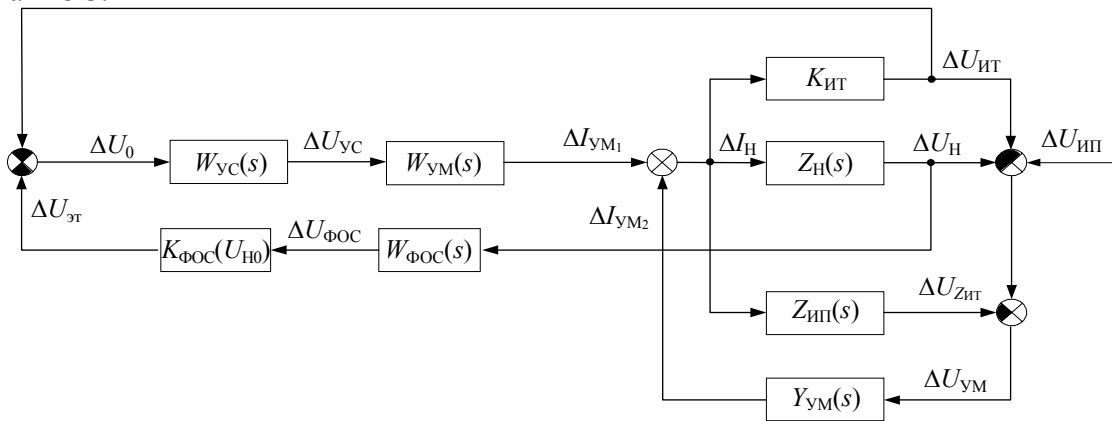 ΔU_ИТ
K_ИТ
ΔU_0
W_УС(s)
ΔU_УС
W_УМ(s)
ΔI_УМ1
ΔI_Н
Z_Н(s)
ΔU_Н
ΔU_ИП
ΔU_эт
K_ФОС(U_Н0)
ΔU_ФОС
W_ФОС(s)
ΔI_УМ2
Z_ИП(s)
ΔU_ZИТ
Y_УМ(s)
ΔU_УМ